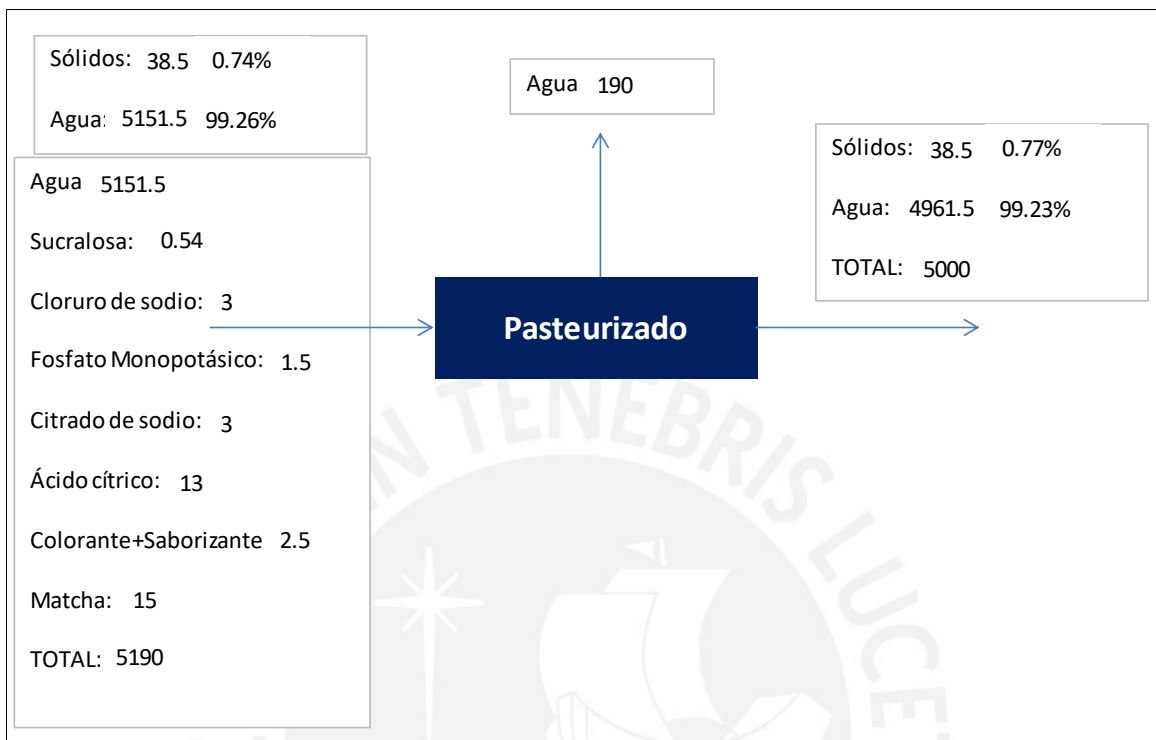 Sólidos: 38.5 0.74%
Agua: 5151.5 99.26%
Agua 5151.5
Sucralosa: 0.54
Cloruro de sodio: 3
Fosfato Monopotásico: 1.5
Citrado de sodio: 3
Ácido cítrico: 13
Colorante+Saborizante 2.5
Matcha: 15
TOTAL: 5190
Agua 190
Pasteurizado
Sólidos: 38.5 0.77%
Agua: 4961.5 99.23%
TOTAL: 5000
TENEBRIS